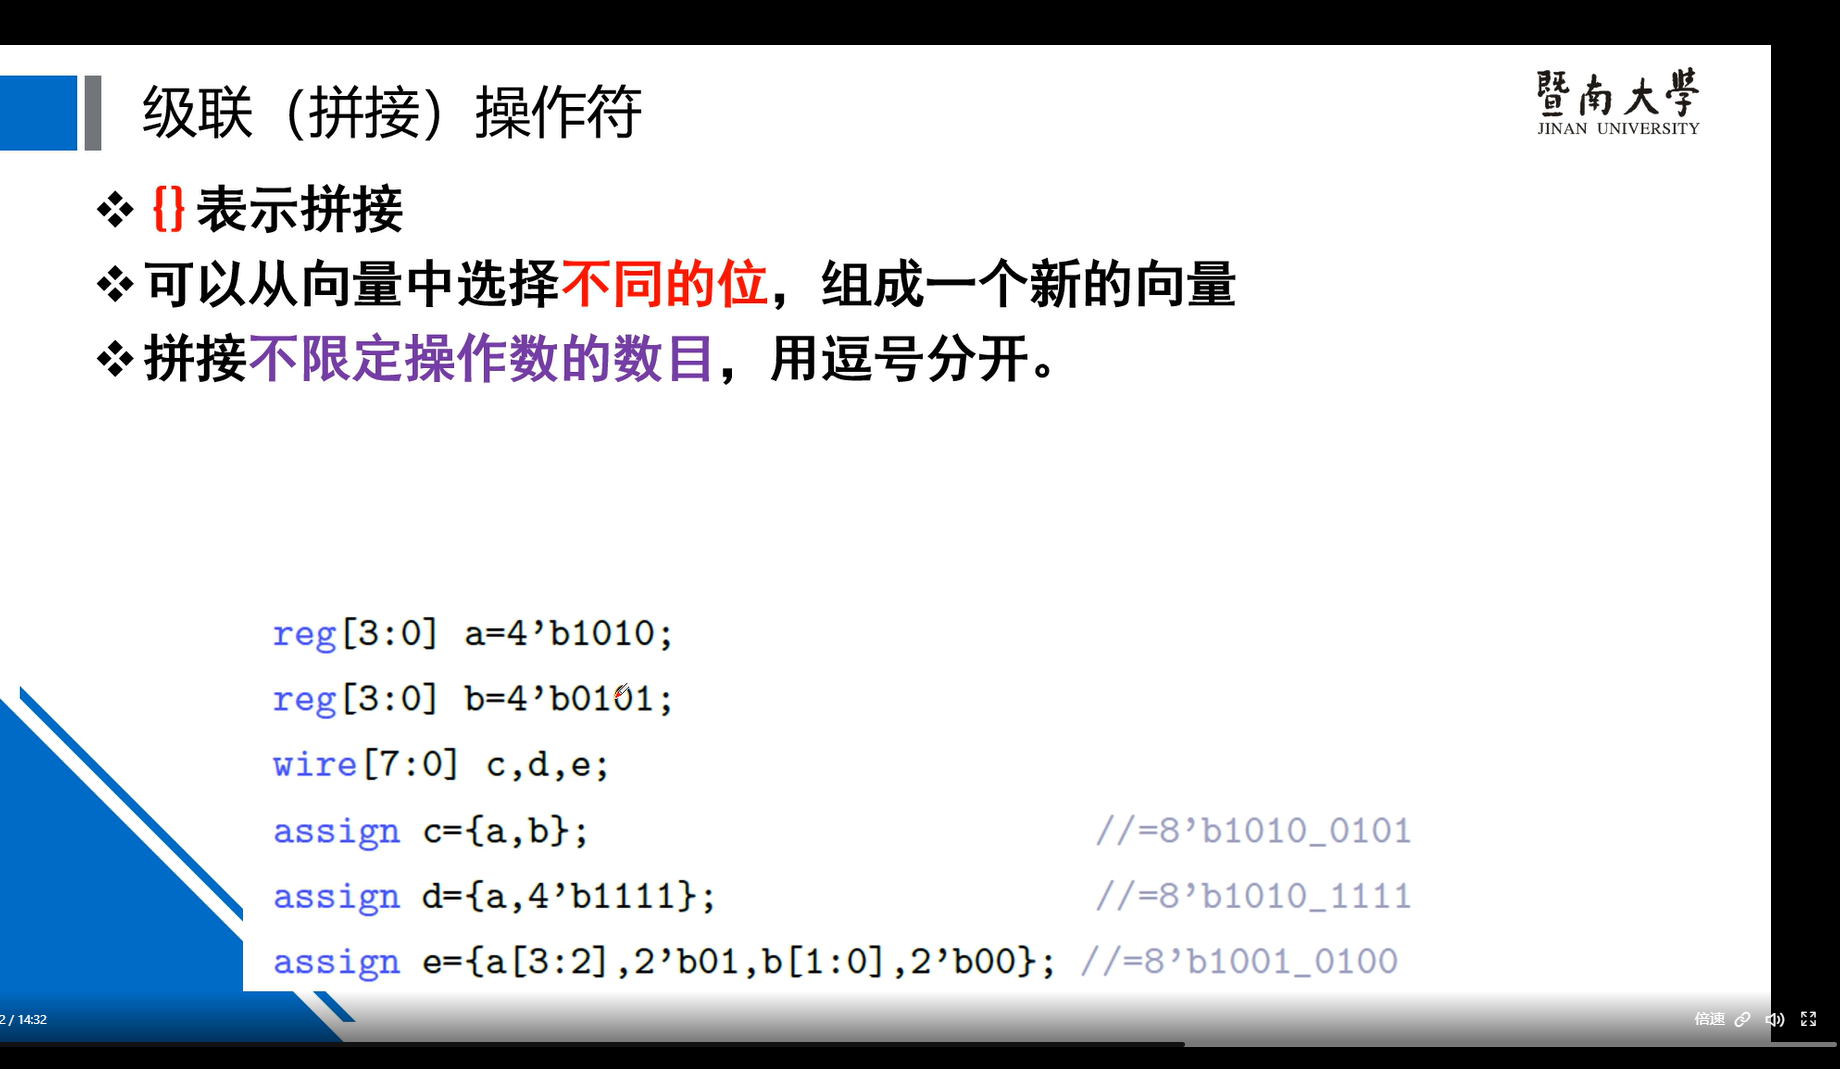 级联（拼接）操作符
暨南大學
JINAN UNIVERSITY
{}表示拼接
可以从向量中选择不同的位，组成一个新的向量
拼接不限定操作数的数目，用逗号分开。
reg[3:0] a=4’b1010;
reg[3:0] b=4’b0101;
wire[7:0] c,d,e;
assign c={a,b}; //=8’b1010_0101
assign d={a,4’b1111}; //=8’b1010_1111
assign e={a[3:2],2’b01,b[1:0],2’b00}; //=8’b1001_0100
2 / 14:32
倍速